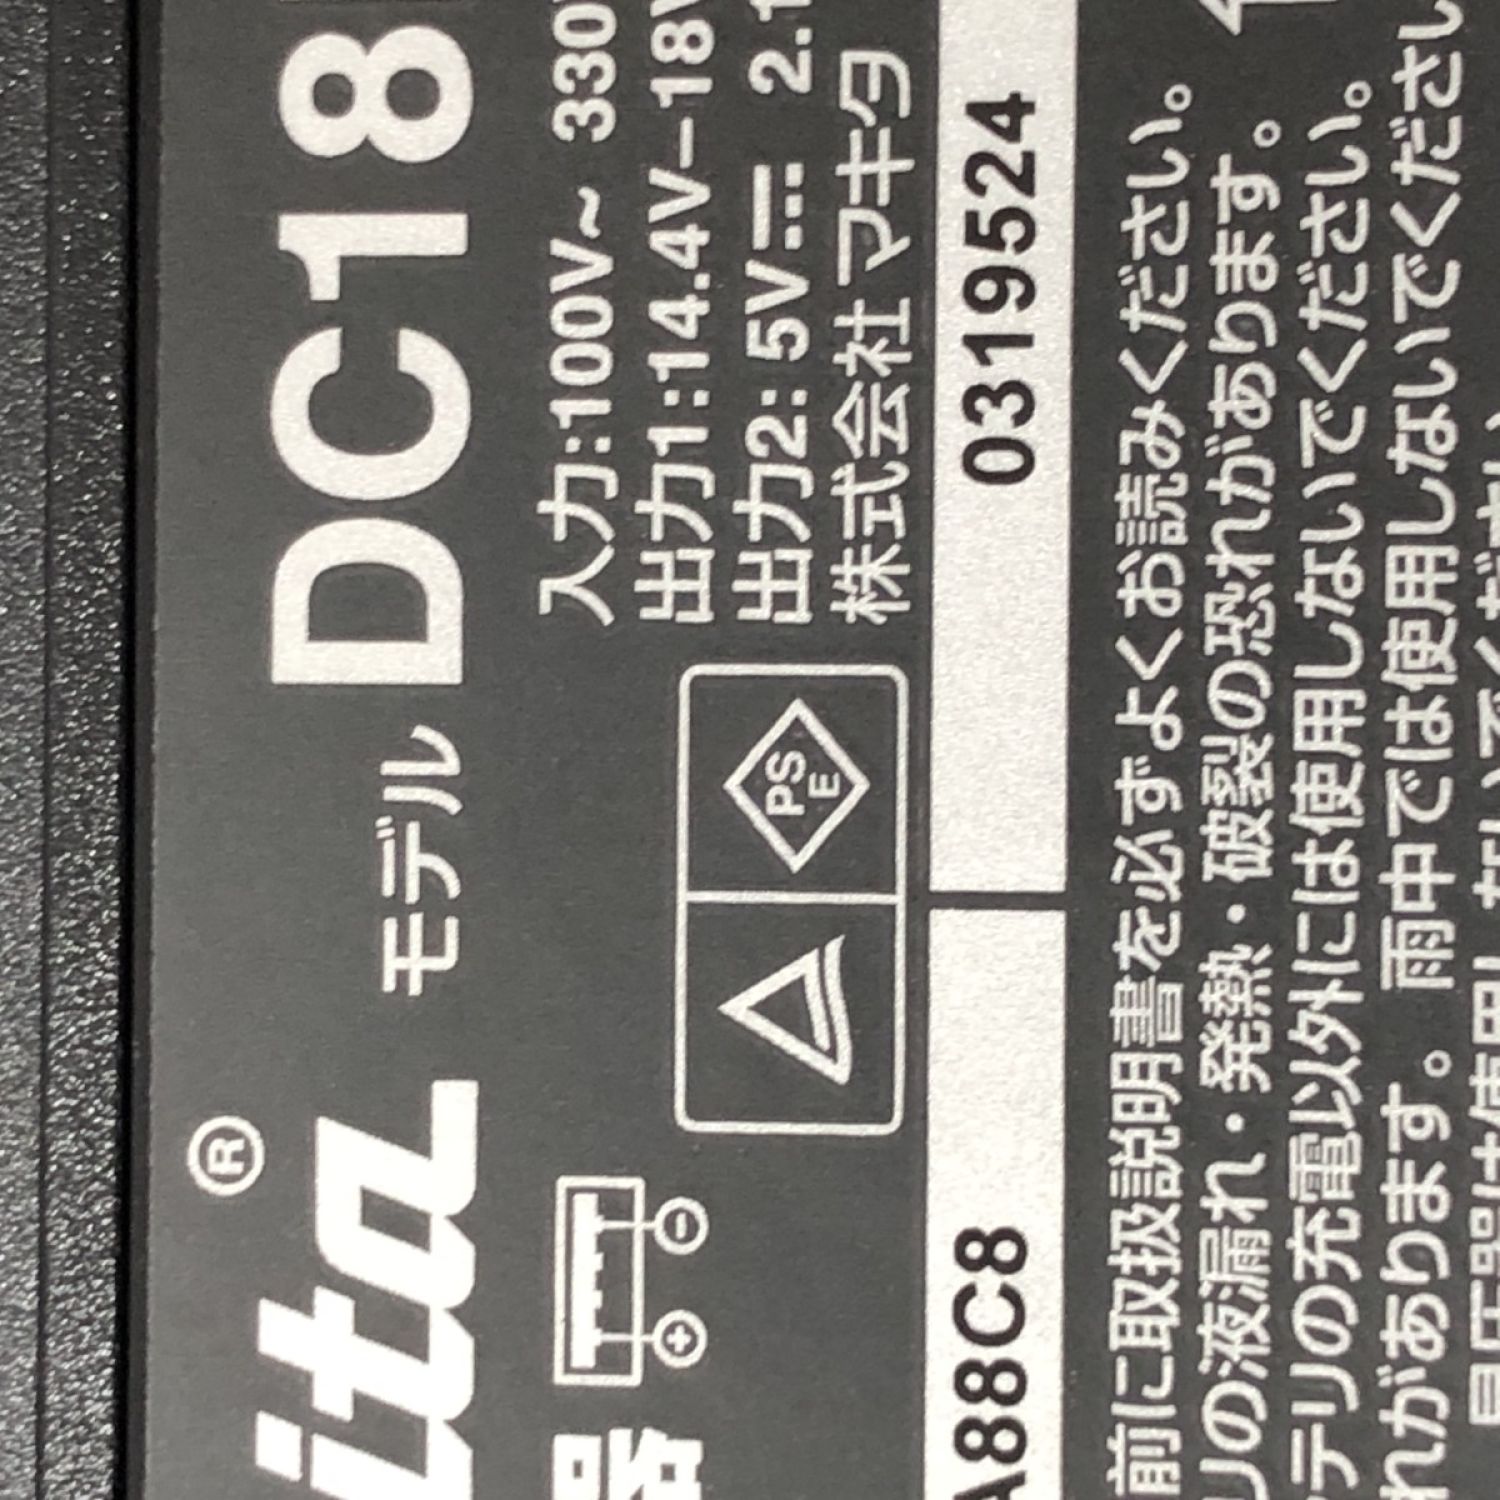 ita ® モデル DC18
器
入力:100V~ 330
出力1:14.4V-18V
出力2: 5V⎓ 2.1
株式会社 マキタ
PS
E
A88C8 0319524
前に取扱説明書を必ずよくお読みください。
リの液漏れ・発熱・破裂の恐れがあります。
テリの充電以外には使用しないでください。
れがあります。雨中では使用しないでください